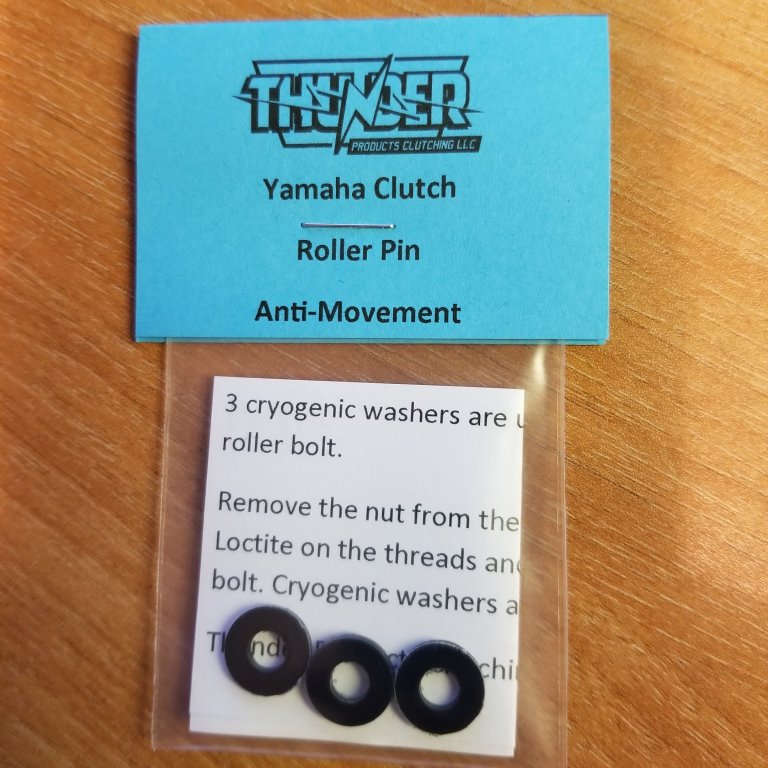 THUNDER
PRODUCTS CLUTCHING LLC
Yamaha Clutch
Roller Pin
Anti-Movement
3 cryogenic washers are
roller bolt.
Remove the nut from the
Loctite on the threads and
bolt. Cryogenic washers a